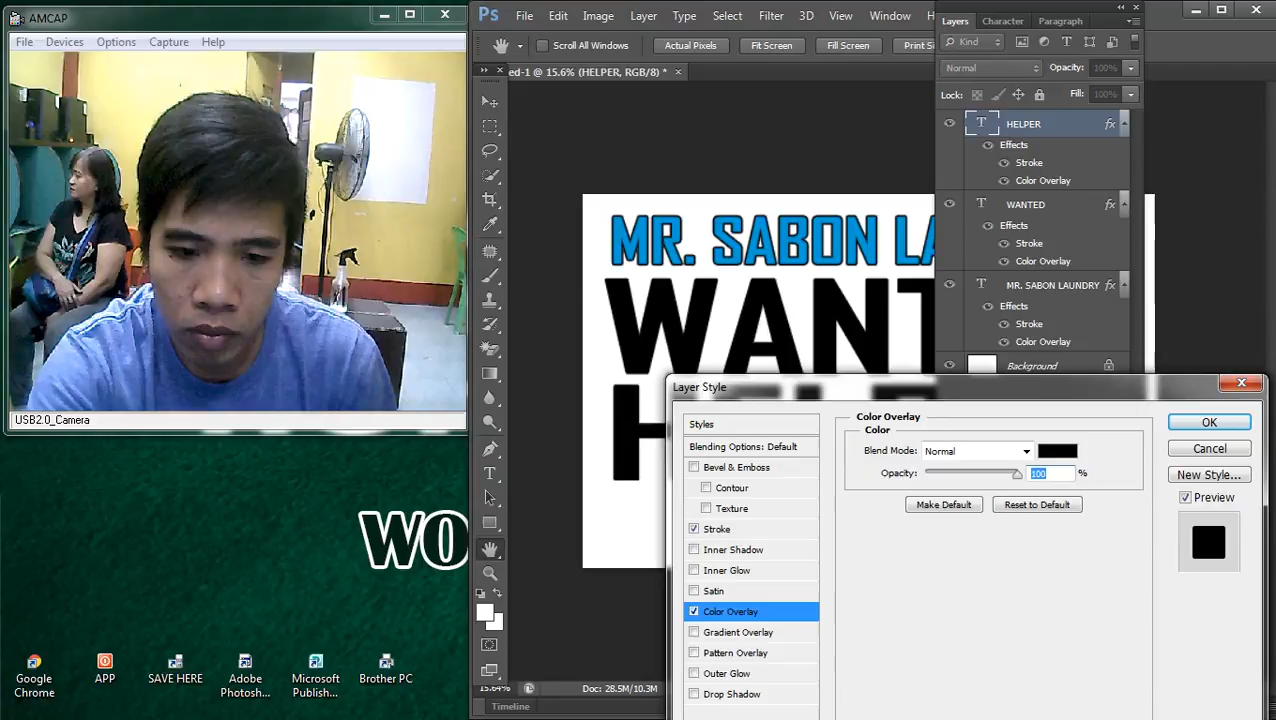 AMCAP
File Devices Options Capture Help
USB2.0_Camera
WO
Google Chrome
APP
SAVE HERE
Adobe Photosh...
Microsoft Publish...
Brother PC
Ps File Edit Image Layer Type Select Filter 3D View Window H
Scroll All Windows Actual Pixels Fit Screen Fill Screen Print Si
ed-1 @ 15.6% (HELPER, RGB/8) *
MR. SABON LA
WANT
15.64% Doc: 28.5M/10.3M
Timeline
Layers Character Paragraph
Kind
Normal Opacity: 100%
Lock: Fill: 100%
T HELPER fx
Effects
Stroke
Color Overlay
T WANTED fx
Effects
Stroke
Color Overlay
T MR. SABON LAUNDRY fx
Effects
Stroke
Color Overlay
Background
Layer Style
Styles
Blending Options: Default
Bevel & Emboss
Contour
Texture
Stroke
Inner Shadow
Inner Glow
Satin
Color Overlay
Gradient Overlay
Pattern Overlay
Outer Glow
Drop Shadow
Color Overlay
Color
Blend Mode: Normal
Opacity: 100 %
Make Default Reset to Default
OK
Cancel
New Style...
Preview